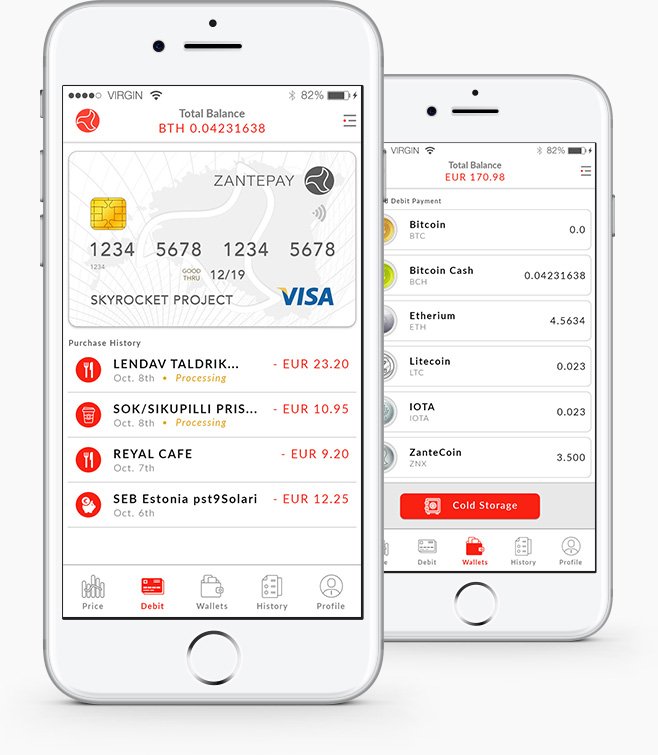 VIRGIN 82%
Total Balance
BTH 0.04231638
ZANTEPAY
1234 5678 1234 5678
1234
GOOD
THRU 12/19
SKYROCKET PROJECT VISA
Purchase History
LENDAV TALDRIK... - EUR 23.20
Oct. 8th • Processing
SOK/SIKUPILLI PRIS... - EUR 10.95
Oct. 8th • Processing
REYAL CAFE - EUR 9.20
Oct. 7th
SEB Estonia pst9Solari - EUR 12.25
Oct. 6th
Price Debit Wallets History Profile
VIRGIN 82%
Total Balance
EUR 170.98
Debit Payment
Bitcoin 0.0
BTC
Bitcoin Cash 0.04231638
BCH
Etherium 4.5634
ETH
Litecoin 0.023
LTC
IOTA 0.023
IOTA
ZanteCoin 3.500
ZNX
Cold Storage
Debit Wallets History Profile